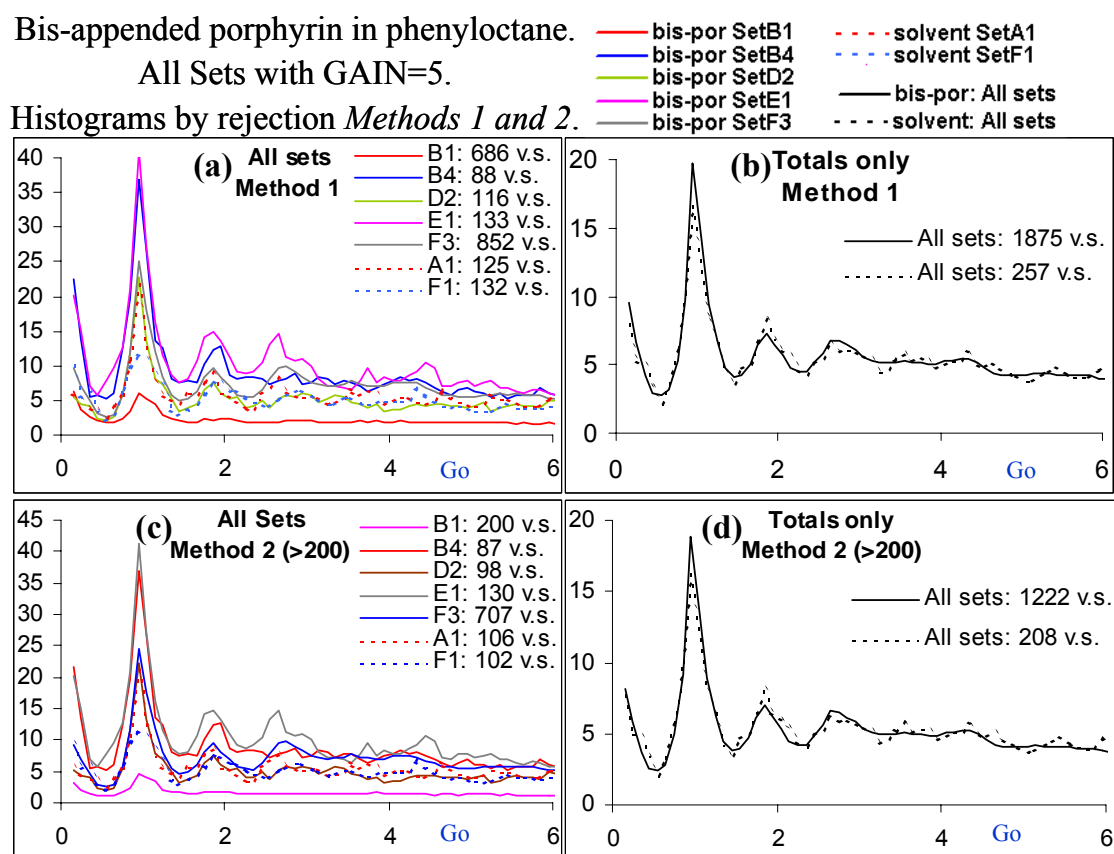 Bis-appended porphyrin in phenyloctane.
All Sets with GAIN=5.
Histograms by rejection Methods 1 and 2.
bis-por SetB1
bis-por SetB4
bis-por SetD2
bis-por SetE1
bis-por SetF3
solvent SetA1
solvent SetF1
bis-por: All sets
solvent: All sets
(a) All sets
Method 1
B1: 686 v.s.
B4: 88 v.s.
D2: 116 v.s.
E1: 133 v.s.
F3: 852 v.s.
A1: 125 v.s.
F1: 132 v.s.
40
35
30
25
20
15
10
5
0
0 2 4 Go 6
(b) Totals only
Method 1
All sets: 1875 v.s.
All sets: 257 v.s.
20
15
10
5
0
0 2 4 Go 6
(c) All Sets
Method 2 (>200)
B1: 200 v.s.
B4: 87 v.s.
D2: 98 v.s.
E1: 130 v.s.
F3: 707 v.s.
A1: 106 v.s.
F1: 102 v.s.
45
40
35
30
25
20
15
10
5
0
0 2 4 Go 6
(d) Totals only
Method 2 (>200)
All sets: 1222 v.s.
All sets: 208 v.s.
20
15
10
5
0
0 2 4 Go 6